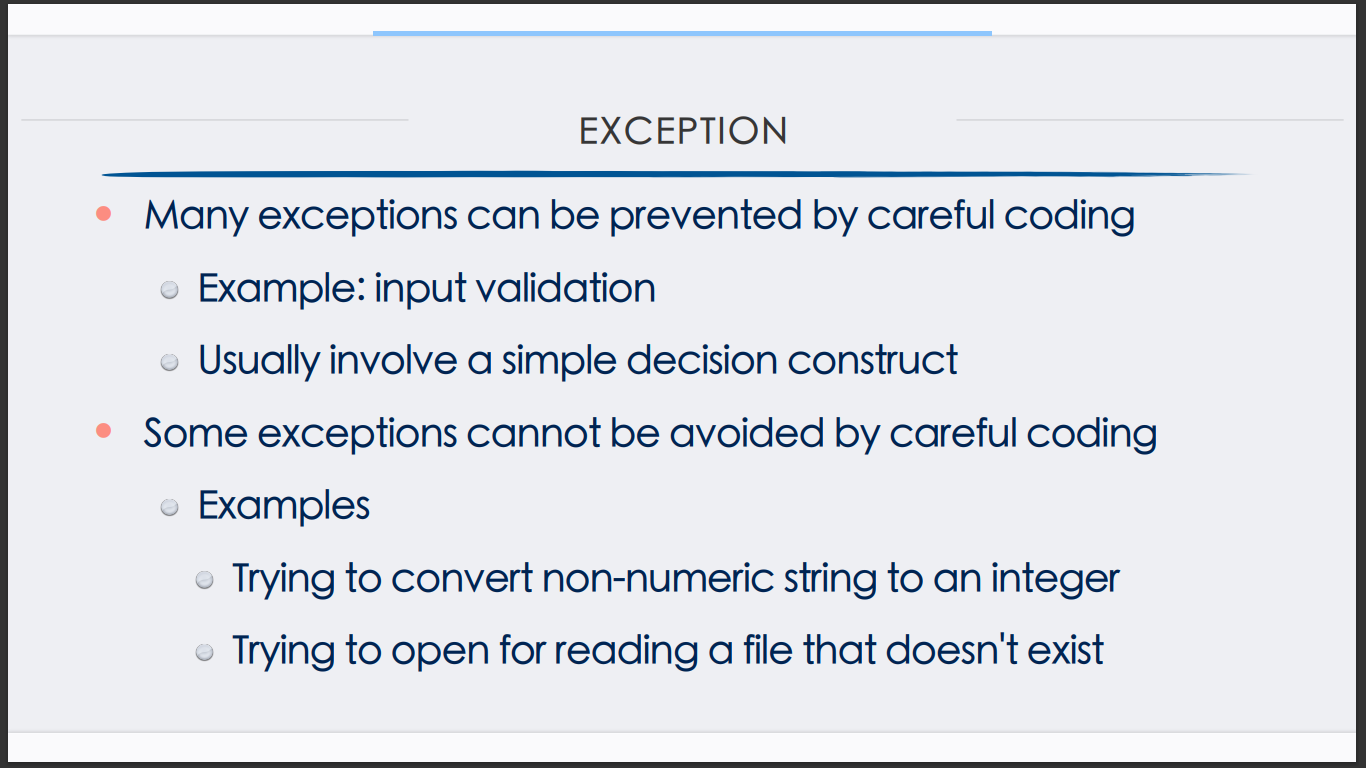 EXCEPTION
Many exceptions can be prevented by careful coding
Example: input validation
Usually involve a simple decision construct
Some exceptions cannot be avoided by careful coding
Examples
Trying to convert non-numeric string to an integer
Trying to open for reading a file that doesn't exist